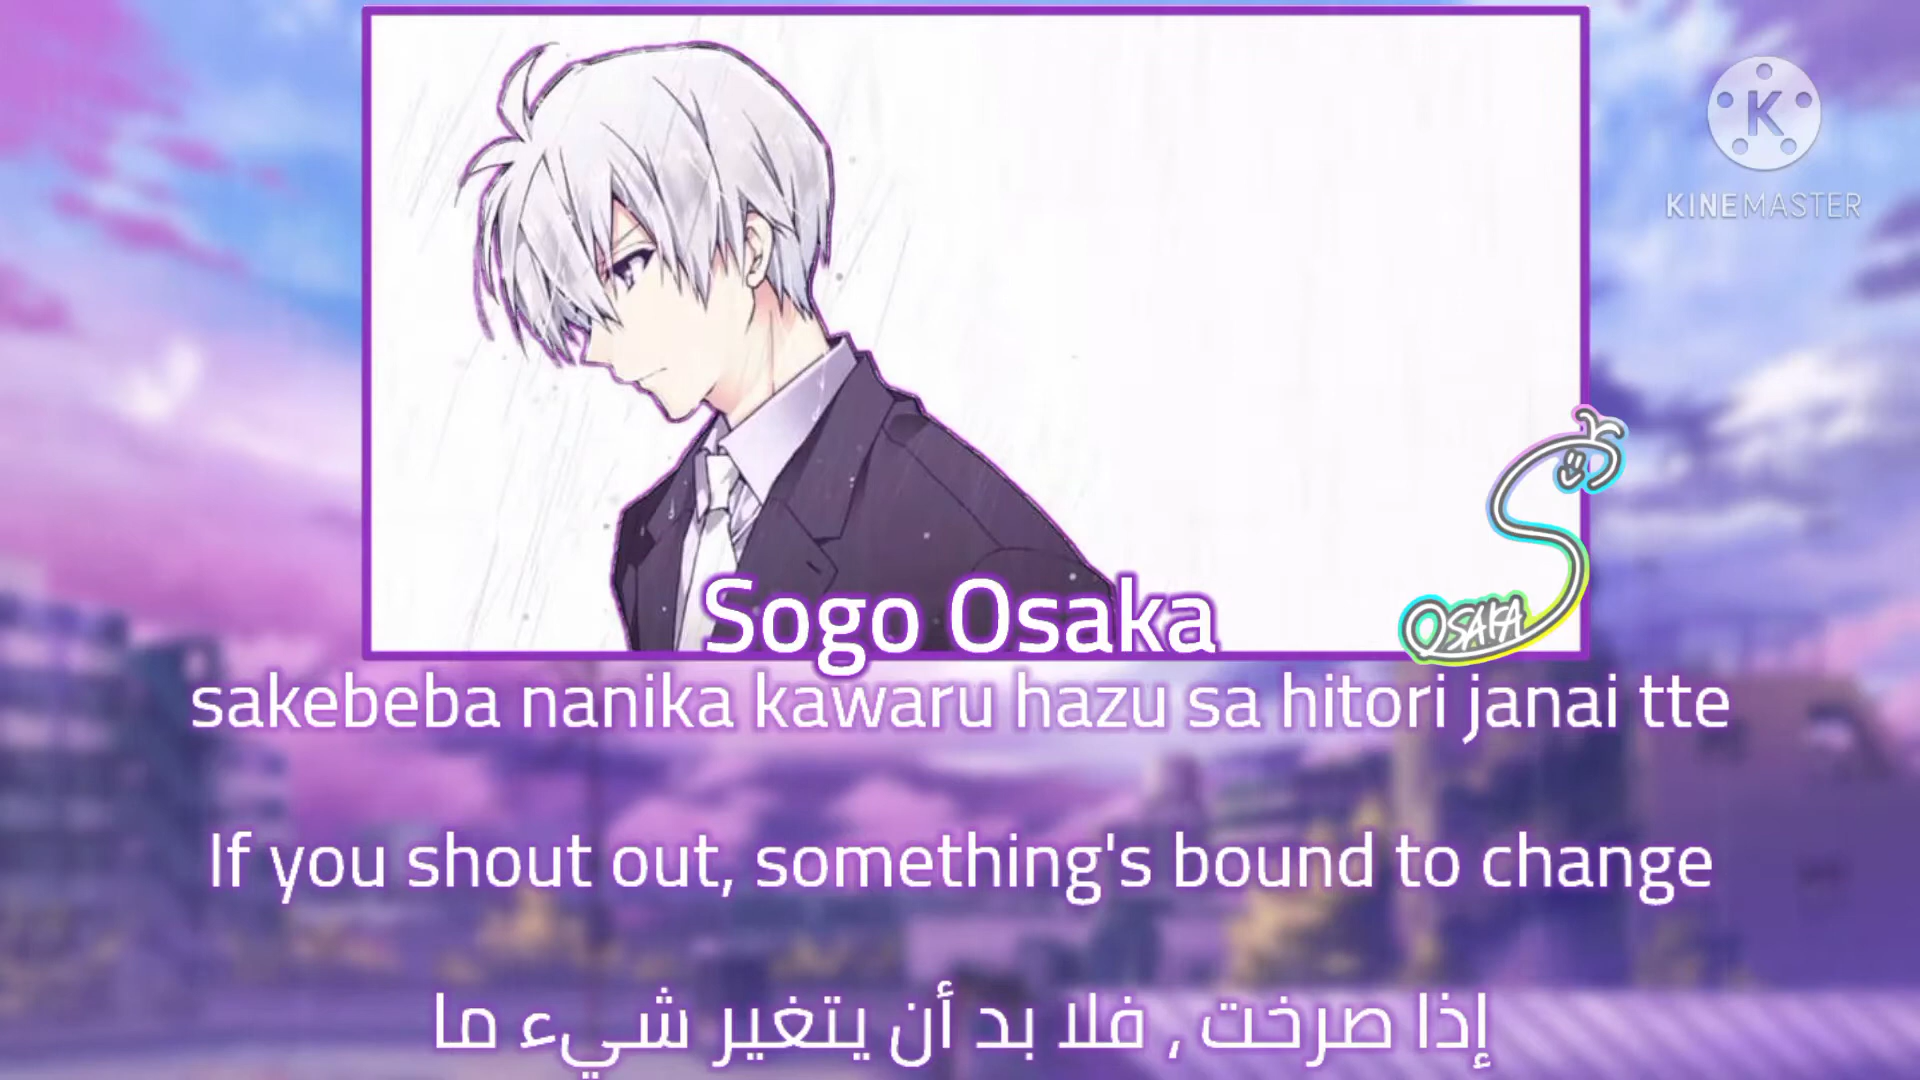 K
KINEMASTER
OSAKA S
Sogo Osaka
sakebeba nanika kawaru hazu sa hitori janai tte
If you shout out, something's bound to change
إذا صرخت , فلا بد أن يتغير شيء ما